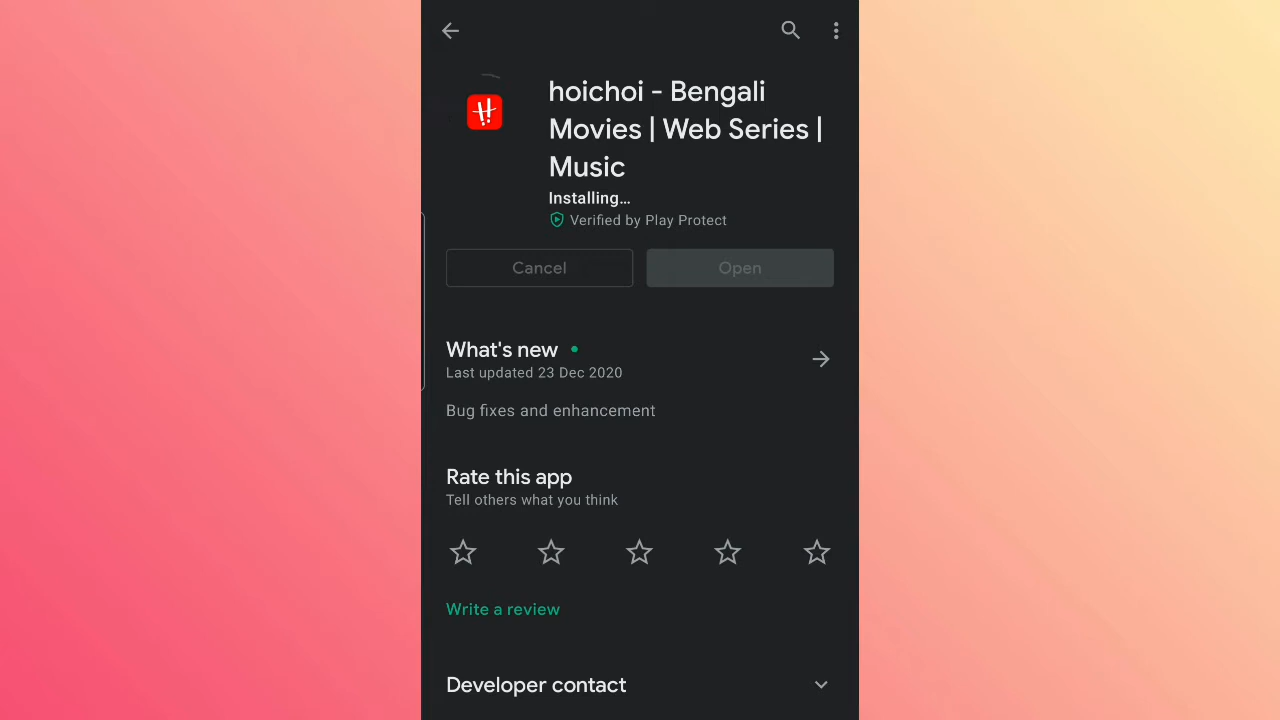 hoichoi - Bengali
Movies | Web Series |
Music
Installing...
Verified by Play Protect
Cancel
Open
What's new
Last updated 23 Dec 2020
Bug fixes and enhancement
Rate this app
Tell others what you think
Write a review
Developer contact